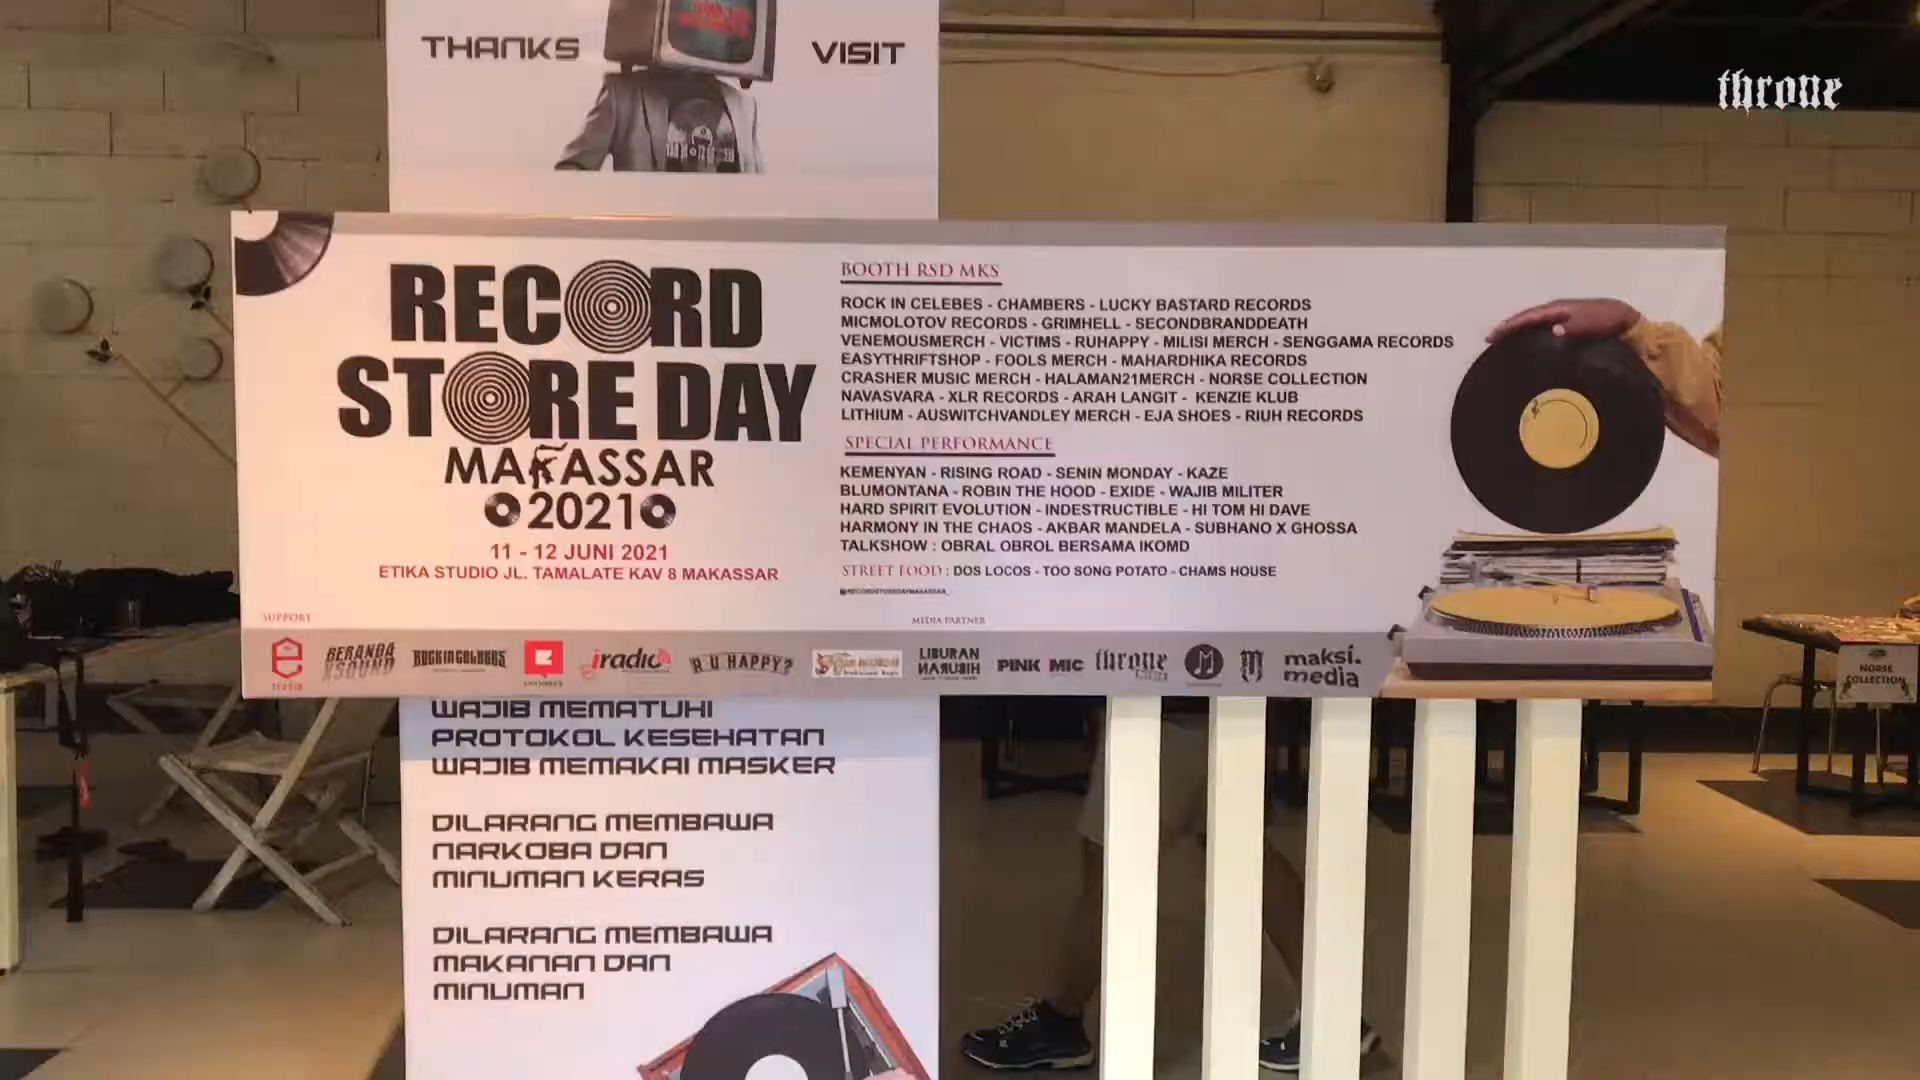 THANKS VISIT
throne
RECORD
STORE DAY
MAKASSAR
2021
11 - 12 JUNI 2021
ETIKA STUDIO JL. TAMALATE KAV 8 MAKASSAR
BOOTH RSD MKS
ROCK IN CELEBES - CHAMBERS - LUCKY BASTARD RECORDS
MICMOLOTOV RECORDS - GRIMHELL - SECONDBRANDDEATH
VENEMOUSMERCH - VICTIMS - RUHAPPY - MILISI MERCH - SENGGAMA RECORDS
EASYTHRIFTSHOP - FOOLS MERCH - MAHARDHIKA RECORDS
CRASHER MUSIC MERCH - HALAMAN21MERCH - NORSE COLLECTION
NAVASVARA - XLR RECORDS - ARAH LANGIT - KENZIE KLUB
LITHIUM - AUSWITCHVANDLEY MERCH - EJA SHOES - RIUH RECORDS
SPECIAL PERFORMANCE
KEMENYAN - RISING ROAD - SENIN MONDAY - KAZE
BLUMONTANA - ROBIN THE HOOD - EXIDE - WAJIB MILITER
HARD SPIRIT EVOLUTION - INDESTRUCTIBLE - HI TOM HI DAVE
HARMONY IN THE CHAOS - AKBAR MANDELA - SUBHANO X GHOSSA
TALKSHOW : OBRAL OBROL BERSAMA IKOMD
STREET FOOD : DOS LOCOS - TOO SONG POTATO - CHAMS HOUSE
SUPPORT
MEDIA PARTNER
BERANDA XSOUND
iradio
R U HAPPY?
LIBURAN
PINK MIC
throne
maksi.
media
NORSE
COLLECTION
WAJIB MEMATUHI
PROTOKOL KESEHATAN
WAJIB MEMAKAI MASKER
DILARANG MEMBAWA
NARKOBA DAN
MINUMAN KERAS
DILARANG MEMBAWA
MAKANAN DAN
MINUMAN